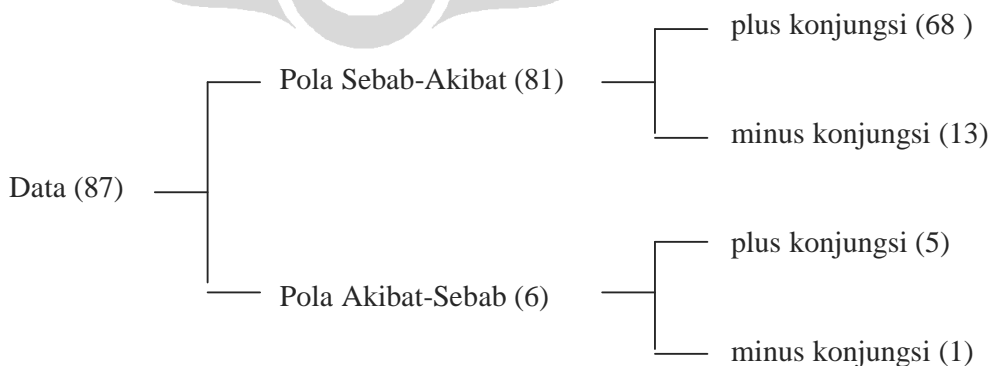 plus konjungsi (68 )
Pola Sebab-Akibat (81)
minus konjungsi (13)
Data (87)
plus konjungsi (5)
Pola Akibat-Sebab (6)
minus konjungsi (1)